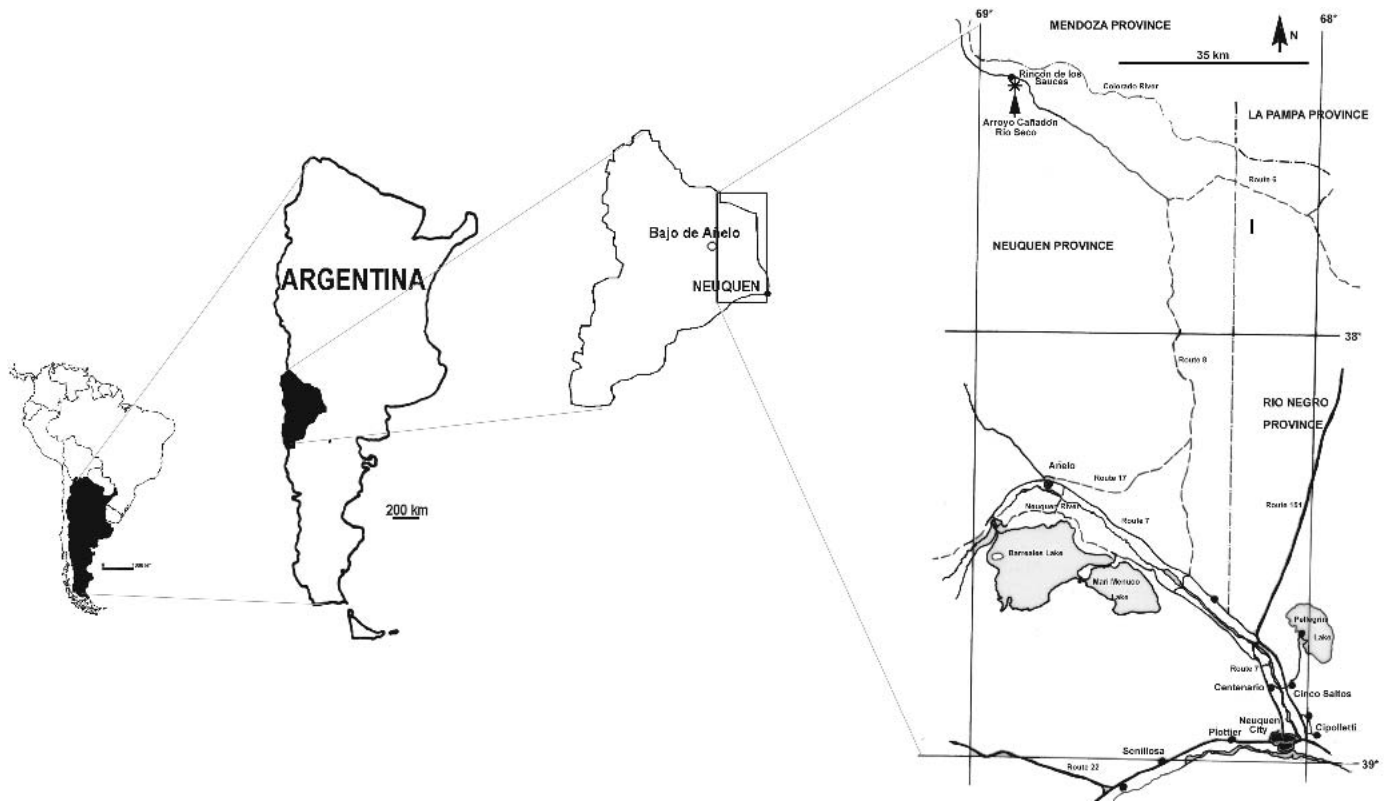 69°
68°
MENDOZA PROVINCE
N
35 km
Rincón de los
Sauces
Colorado River
Arroyo Cañadón
Río Seco
LA PAMPA PROVINCE
Route 6
NEUQUEN PROVINCE
38°
Route 8
RIO NEGRO
PROVINCE
Añelo
Route 17
Neuquen River
Route 7
Route 151
Barreales Lake
Mari Menuco
Lake
Pellegrini
Lake
Route 7
Centenario
Cinco Saltos
Neuquen
City
Plottier
Cipolletti
Senillosa
Route 22
39°
Bajo de Añelo
NEUQUEN
ARGENTINA
200 km